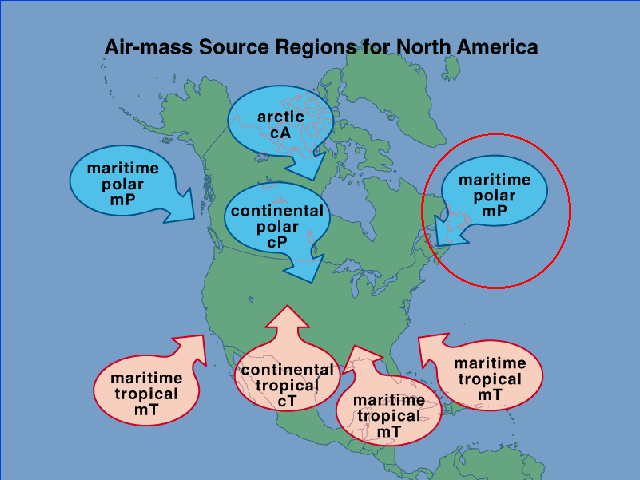 Air-mass Source Regions for North America
arctic
cA
maritime
polar
mP
continental
polar
cP
maritime
polar
mP
maritime
tropical
mT
continental
tropical
cT
maritime
tropical
mT
maritime
tropical
mT